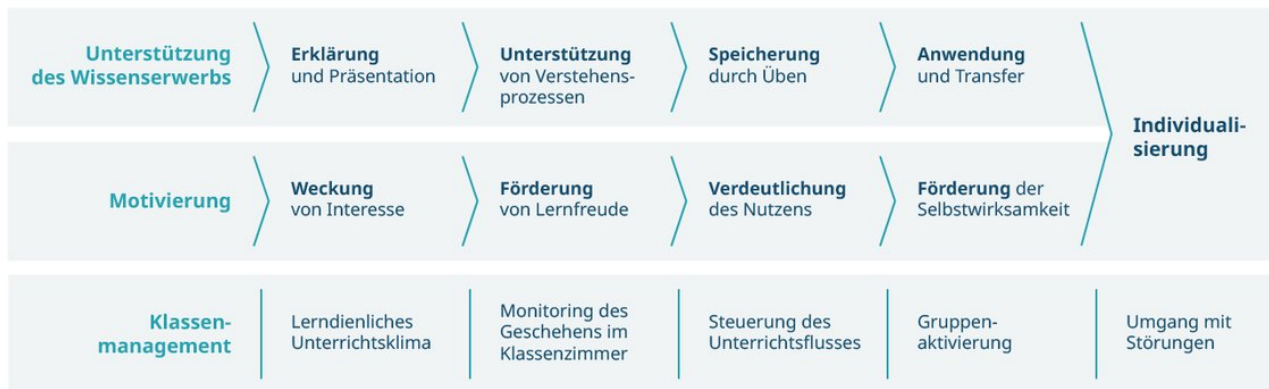 Unterstützung
des Wissenserwerbs
Erklärung
und Präsentation
Unterstützung
von Verstehens-
prozessen
Speicherung
durch Üben
Anwendung
und Transfer
Individuali-
sierung
Motivierung
Weckung
von Interesse
Förderung
von Lernfreude
Verdeutlichung
des Nutzens
Förderung der
Selbstwirksamkeit
Klassen-
management
Lerndienliches
Unterrichtsklima
Monitoring des
Geschehens im
Klassenzimmer
Steuerung des
Unterrichtsflusses
Gruppen-
aktivierung
Umgang mit
Störungen